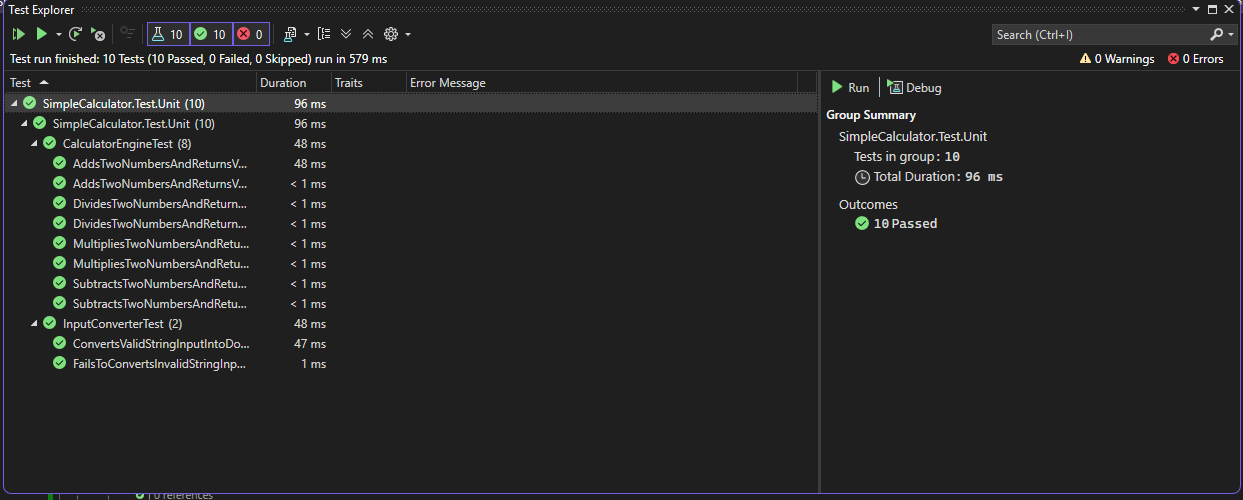 Test Explorer
10 10 0
Search (Ctrl+I)
Test run finished: 10 Tests (10 Passed, 0 Failed, 0 Skipped) run in 579 ms
0 Warnings 0 Errors
Test Duration Traits Error Message
SimpleCalculator.Test.Unit (10) 96 ms
SimpleCalculator.Test.Unit (10) 96 ms
CalculatorEngineTest (8) 48 ms
AddsTwoNumbersAndReturnsV... 48 ms
AddsTwoNumbersAndReturnsV... < 1 ms
DividesTwoNumbersAndReturn... < 1 ms
DividesTwoNumbersAndReturn... < 1 ms
MultipliesTwoNumbersAndRetu... < 1 ms
MultipliesTwoNumbersAndRetu... < 1 ms
SubtractsTwoNumbersAndRetu... < 1 ms
SubtractsTwoNumbersAndRetu... < 1 ms
InputConverterTest (2) 48 ms
ConvertsValidStringInputIntoDo... 47 ms
FailsToConvertsInvalidStringInp... 1 ms
Run Debug
Group Summary
SimpleCalculator.Test.Unit
Tests in group: 10
Total Duration: 96 ms
Outcomes
10 Passed
0 references